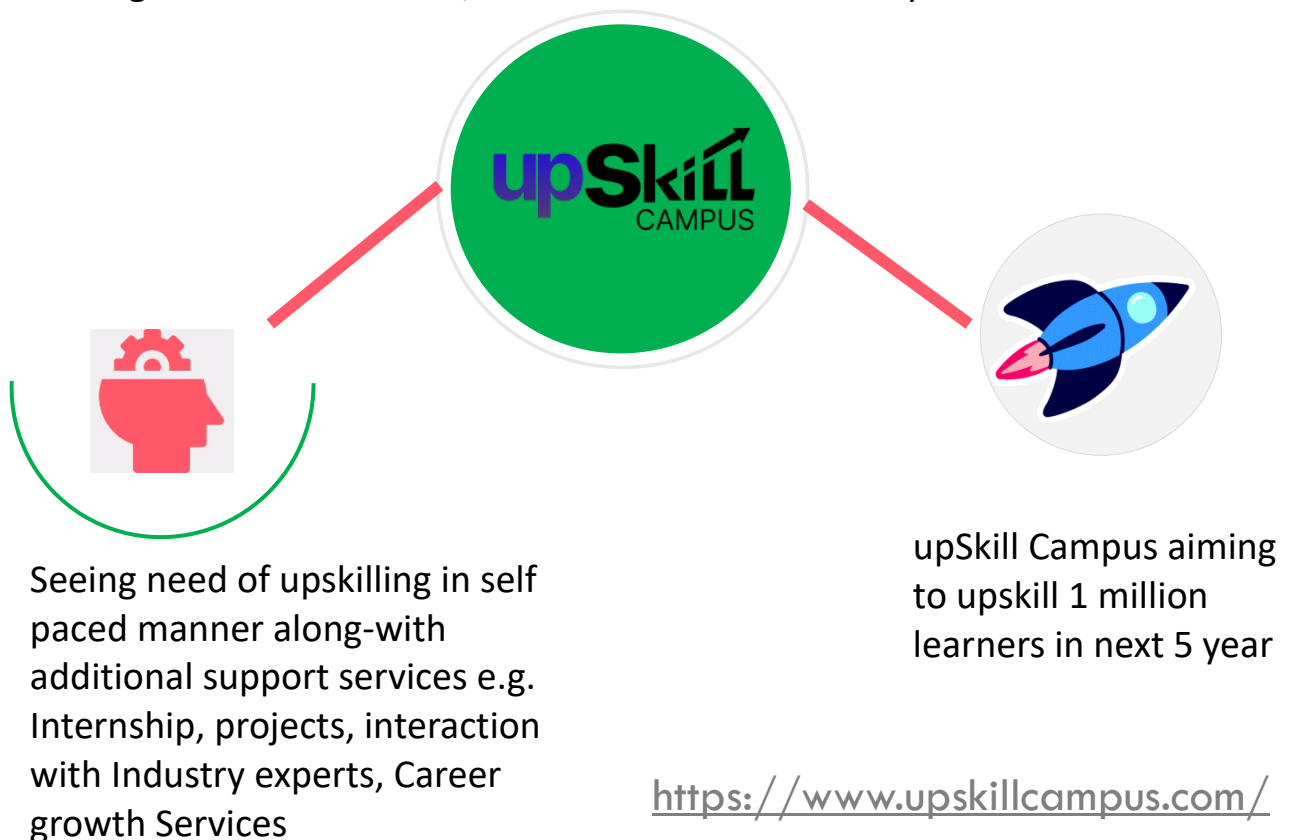 upSkill
CAMPUS
Seeing need of upskilling in self
paced manner along-with
additional support services e.g.
Internship, projects, interaction
with Industry experts, Career
growth Services
upSkill Campus aiming
to upskill 1 million
learners in next 5 year
https://www.upskillcampus.com/